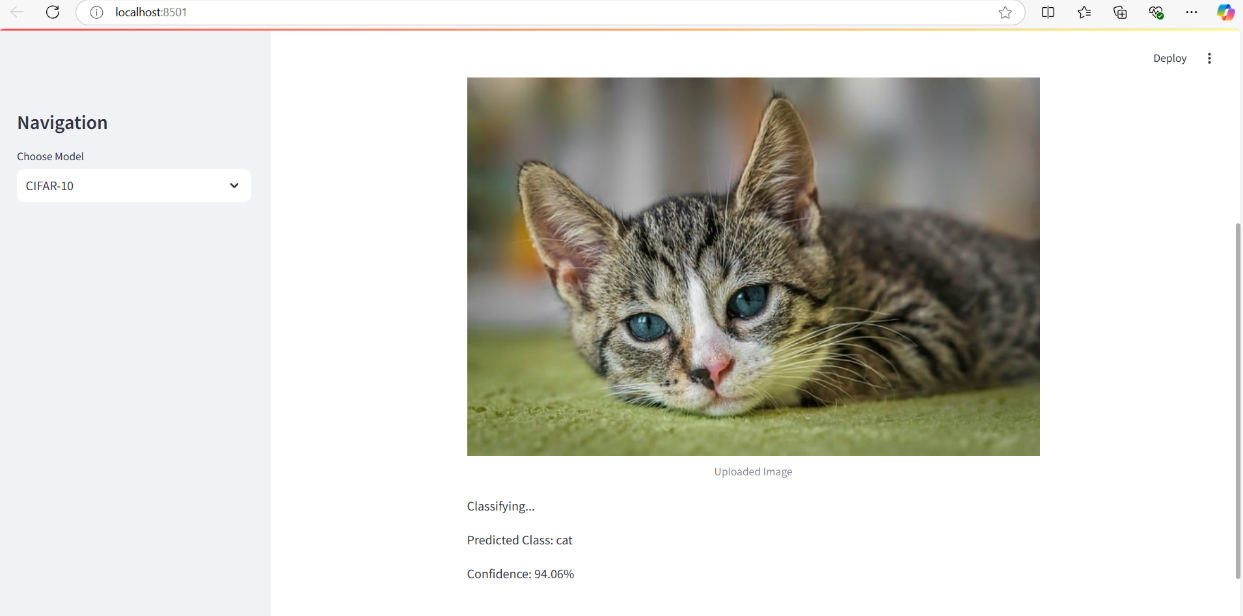 localhost:8501
Deploy
Navigation
Choose Model
CIFAR-10
Uploaded Image
Classifying...
Predicted Class: cat
Confidence: 94.06%